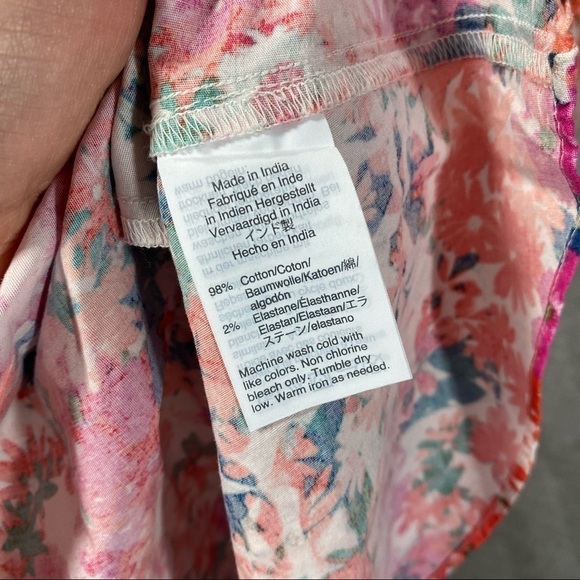 Made in India
Fabriqué en Inde
in Indien Hergestellt
Vervaardigd in India
インド製
Hecho en India
98% Cotton/Coton/
Baumwolle/Katoen/綿/
algodón
2% Elastane/Élasthanne/
Elastan/Elastaan/エラ
ステーン/elastano
Machine wash cold with
like colors. Non chlorine
bleach only. Tumble dry
low. Warm iron as needed.